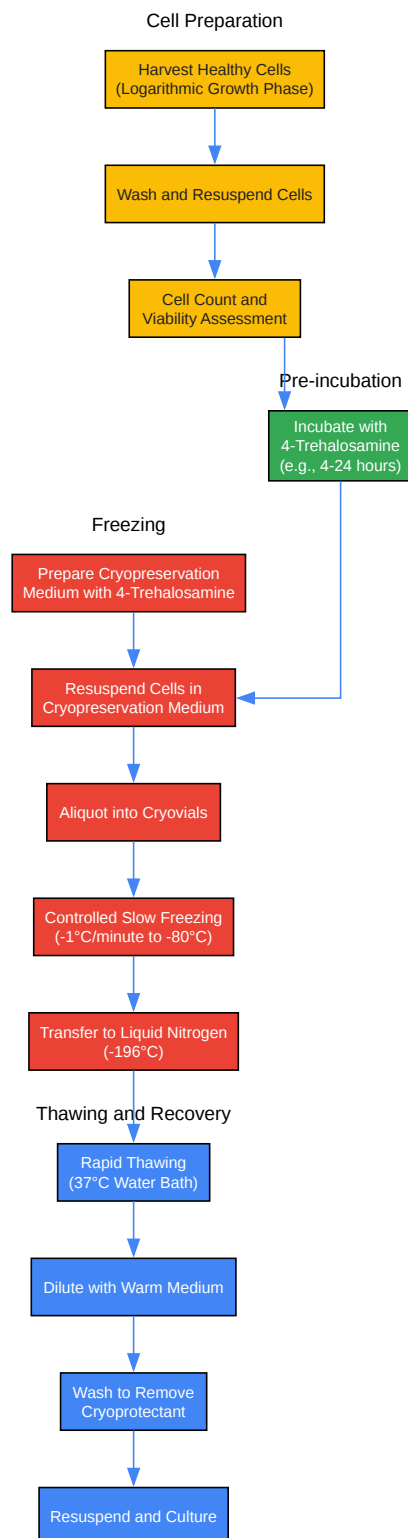 Cell Preparation
Harvest Healthy Cells
(Logarithmic Growth Phase)
Wash and Resuspend Cells
Cell Count and
Viability Assessment
Pre-incubation
Incubate with
4-Trehalosamine
(e.g., 4-24 hours)
Freezing
Prepare Cryopreservation
Medium with 4-Trehalosamine
Resuspend Cells in
Cryopreservation Medium
Aliquot into Cryovials
Controlled Slow Freezing
(-1°C/minute to -80°C)
Transfer to Liquid Nitrogen
(-196°C)
Thawing and Recovery
Rapid Thawing
(37°C Water Bath)
Dilute with Warm Medium
Wash to Remove
Cryoprotectant
Resuspend and Culture